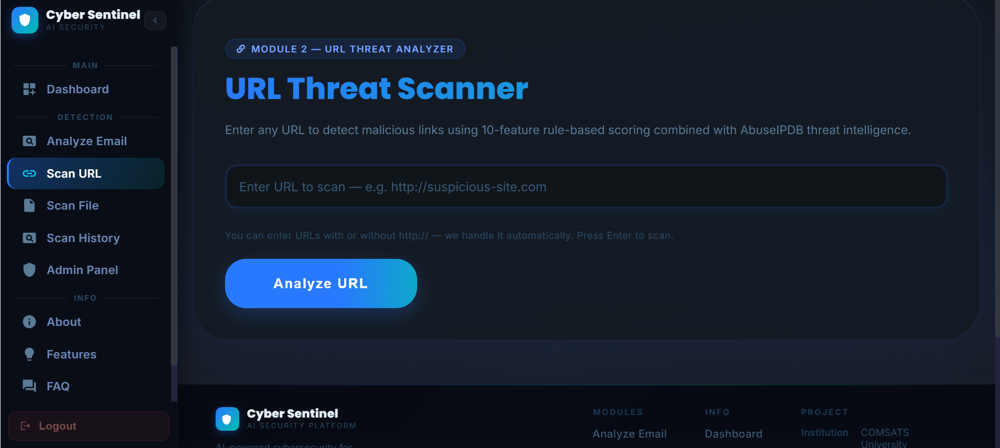 Cyber Sentinel
AI SECURITY
MAIN
Dashboard
DETECTION
Analyze Email
Scan URL
Scan File
Scan History
Admin Panel
INFO
About
Features
FAQ
Logout
MODULE 2 — URL THREAT ANALYZER
URL Threat Scanner
Enter any URL to detect malicious links using 10-feature rule-based scoring combined with AbuseIPDB threat intelligence.
Enter URL to scan — e.g. http://suspicious-site.com
You can enter URLs with or without http:// — we handle it automatically. Press Enter to scan.
Analyze URL
Cyber Sentinel
AI SECURITY PLATFORM
AI-powered cybersecurity for
MODULES
Analyze Email
INFO
Dashboard
PROJECT
Institution COMSATS
University